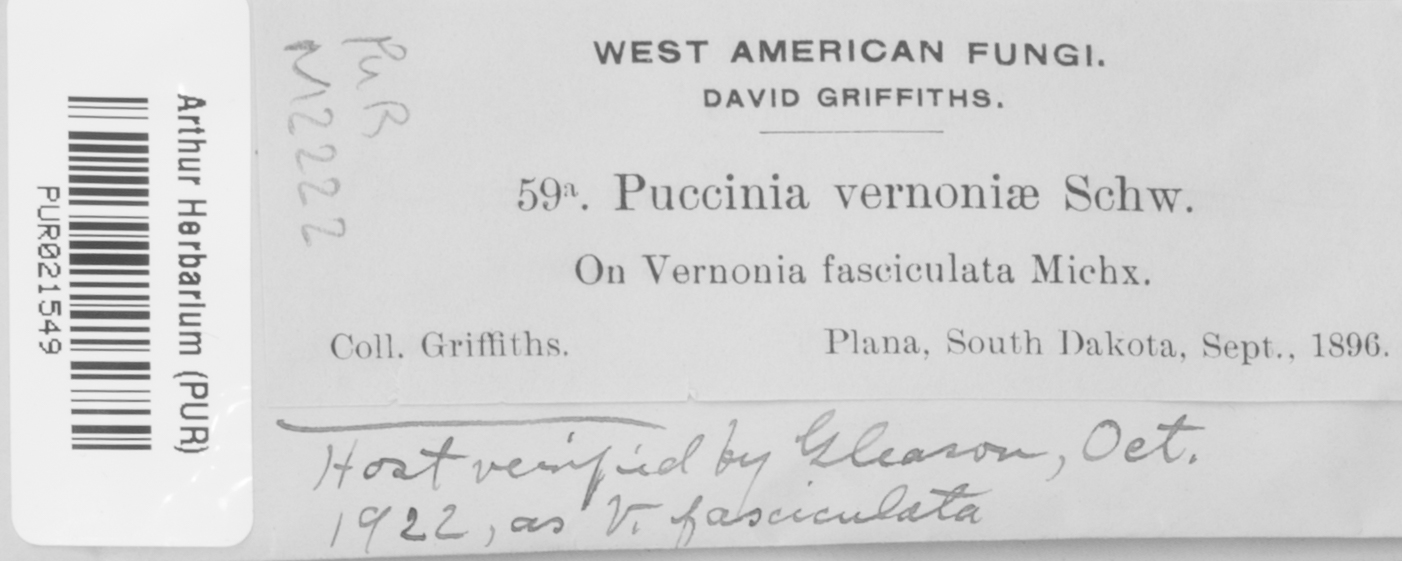 Arthur Herbarium (PUR)
PUR021549
PUR
N2222
WEST AMERICAN FUNGI.
DAVID GRIFFITHS.
59a. Puccinia vernoniæ Schw.
On Vernonia fasciculata Michx.
Coll. Griffiths. Plana, South Dakota, Sept., 1896.
Host verified by Gleason, Oct.
1922, as V. fasciculata